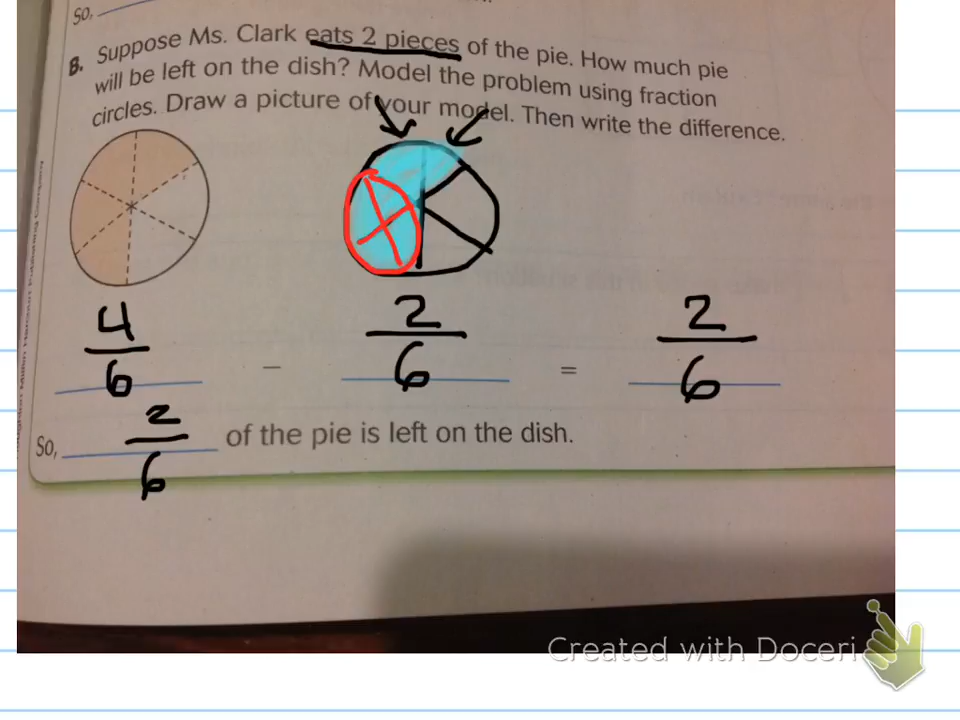 So,
B. Suppose Ms. Clark eats 2 pieces of the pie. How much pie
will be left on the dish? Model the problem using fraction
circles. Draw a picture of your model. Then write the difference.
4/6 - 2/6 = 2/6
So, 2/6 of the pie is left on the dish.
Created with Doceri